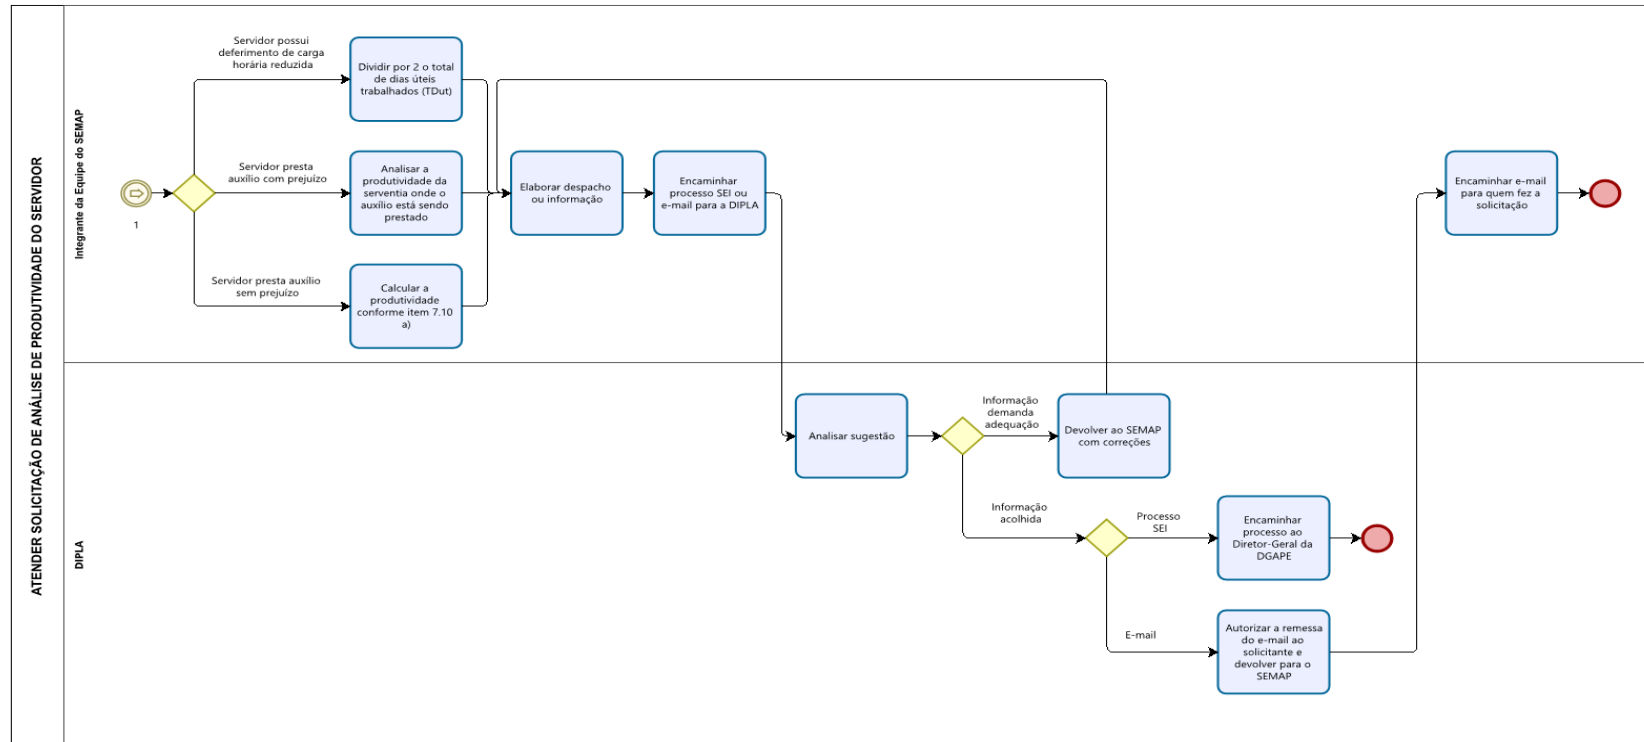 ATENDER SOLICITAÇÃO DE ANÁLISE DE PRODUTIVIDADE DO SERVIDOR
Integrante da Equipe do SEMAP
1
Servidor possui
deferimento de carga
horária reduzida
Dividir por 2 o total
de dias úteis
trabalhados (TDut)
Servidor presta
auxílio com prejuízo
Analisar a
produtividade da
serventia onde o
auxílio está sendo
prestado
Servidor presta auxílio
sem prejuízo
Calcular a
produtividade
conforme item 7.10
a)
Elaborar despacho
ou informação
Encaminhar
processo SEI ou
e-mail para a DIPLA
Encaminhar e-mail
para quem fez a
solicitação
DIPLA
Analisar sugestão
Informação
demanda
adequação
Devolver ao SEMAP
com correções
Informação
acolhida
Processo
SEI
Encaminhar
processo ao
Diretor-Geral da
DGAPE
E-mail
Autorizar a remessa
do e-mail ao
solicitante e
devolver para o
SEMAP